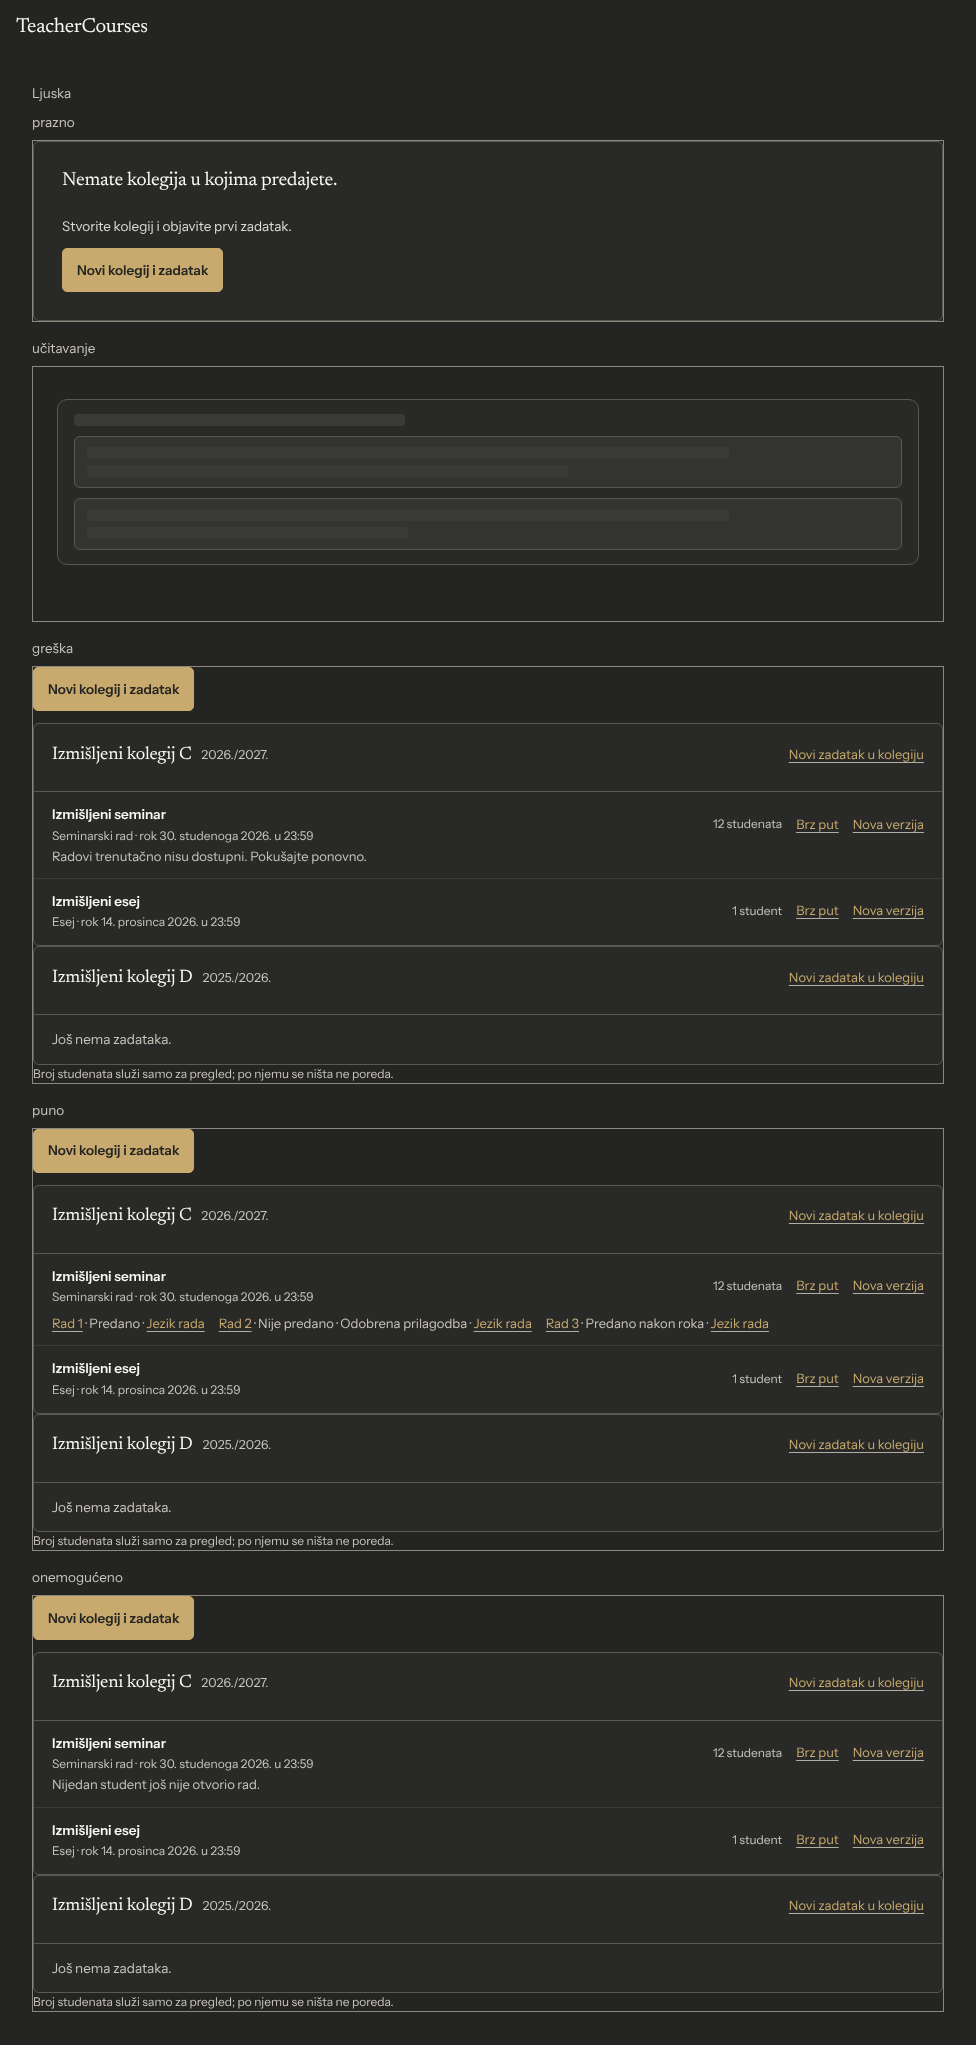 TeacherCourses
Ljuska
prazno
Nemate kolegija u kojima predajete.
Stvorite kolegij i objavite prvi zadatak.
Novi kolegij i zadatak
učitavanje
greška
Novi kolegij i zadatak
Izmišljeni kolegij C 2026./2027. Novi zadatak u kolegiju
Izmišljeni seminar
Seminarski rad · rok 30. studenoga 2026. u 23:59
12 studenata Brz put Nova verzija
Radovi trenutačno nisu dostupni. Pokušajte ponovno.
Izmišljeni esej
Esej · rok 14. prosinca 2026. u 23:59
1 student Brz put Nova verzija
Izmišljeni kolegij D 2025./2026. Novi zadatak u kolegiju
Još nema zadataka.
Broj studenata služi samo za pregled; po njemu se ništa ne poreda.
puno
Novi kolegij i zadatak
Izmišljeni kolegij C 2026./2027. Novi zadatak u kolegiju
Izmišljeni seminar
Seminarski rad · rok 30. studenoga 2026. u 23:59
12 studenata Brz put Nova verzija
Rad 1 · Predano · Jezik rada Rad 2 · Nije predano · Odobrena prilagodba · Jezik rada Rad 3 · Predano nakon roka · Jezik rada
Izmišljeni esej
Esej · rok 14. prosinca 2026. u 23:59
1 student Brz put Nova verzija
Izmišljeni kolegij D 2025./2026. Novi zadatak u kolegiju
Još nema zadataka.
Broj studenata služi samo za pregled; po njemu se ništa ne poreda.
onemogućeno
Novi kolegij i zadatak
Izmišljeni kolegij C 2026./2027. Novi zadatak u kolegiju
Izmišljeni seminar
Seminarski rad · rok 30. studenoga 2026. u 23:59
12 studenata Brz put Nova verzija
Nijedan student još nije otvorio rad.
Izmišljeni esej
Esej · rok 14. prosinca 2026. u 23:59
1 student Brz put Nova verzija
Izmišljeni kolegij D 2025./2026. Novi zadatak u kolegiju
Još nema zadataka.
Broj studenata služi samo za pregled; po njemu se ništa ne poreda.